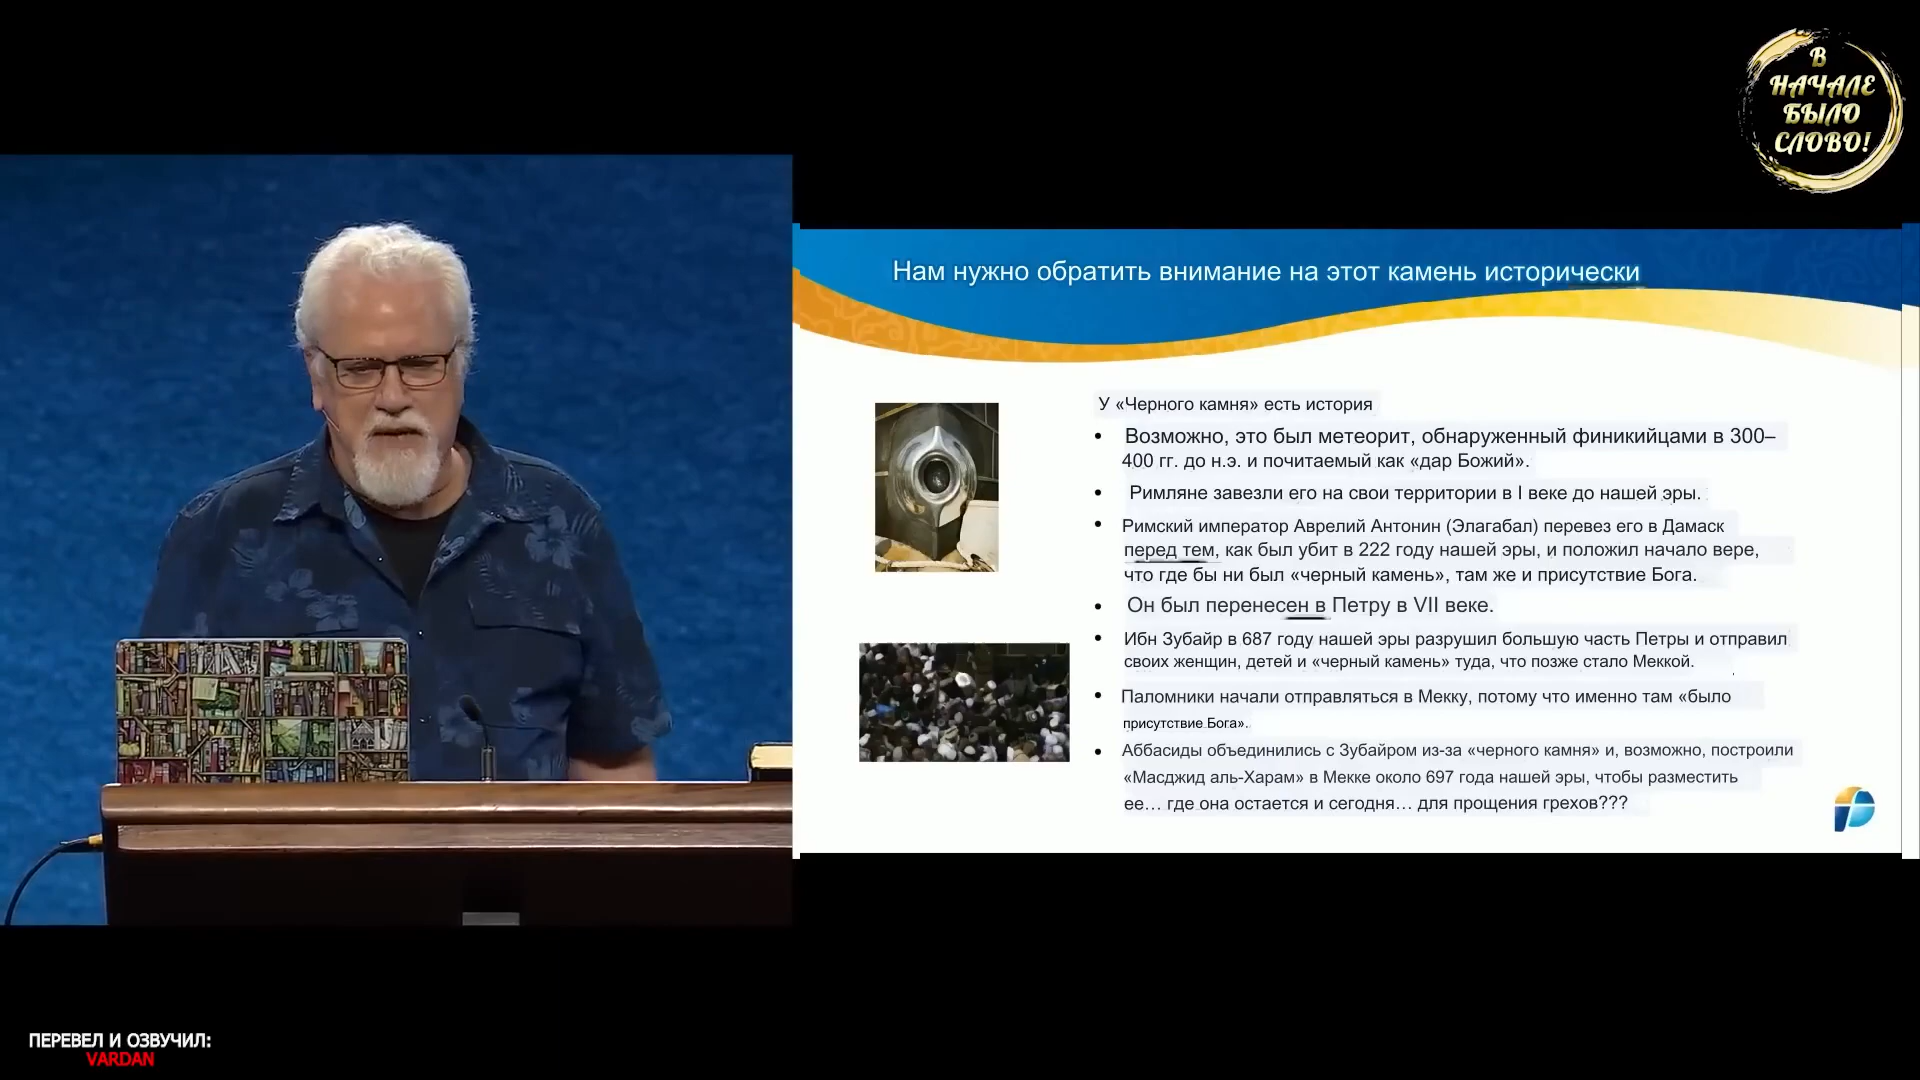 В
НАЧАЛЕ
БЫЛО
СЛОВО!
Нам нужно обратить внимание на этот камень исторически
У «Черного камня» есть история
• Возможно, это был метеорит, обнаруженный финикийцами в 300–
400 гг. до н.э. и почитаемый как «дар Божий».
• Римляне завезли его на свои территории в I веке до нашей эры.
• Римский император Аврелий Антонин (Элагабал) перевез его в Дамаск
перед тем, как был убит в 222 году нашей эры, и положил начало вере,
что где бы ни был «черный камень», там же и присутствие Бога.
• Он был перенесен в Петру в VII веке.
• Ибн Зубайр в 687 году нашей эры разрушил большую часть Петры и отправил
своих женщин, детей и «черный камень» туда, что позже стало Меккой.
• Паломники начали отправляться в Мекку, потому что именно там «было
присутствие Бога».
• Аббасиды объединились с Зубайром из-за «черного камня» и, возможно, построили
«Масджид аль-Харам» в Мекке около 697 года нашей эры, чтобы разместить
ее… где она остается и сегодня… для прощения грехов???
ПЕРЕВЕЛ И ОЗВУЧИЛ:
VARDAN